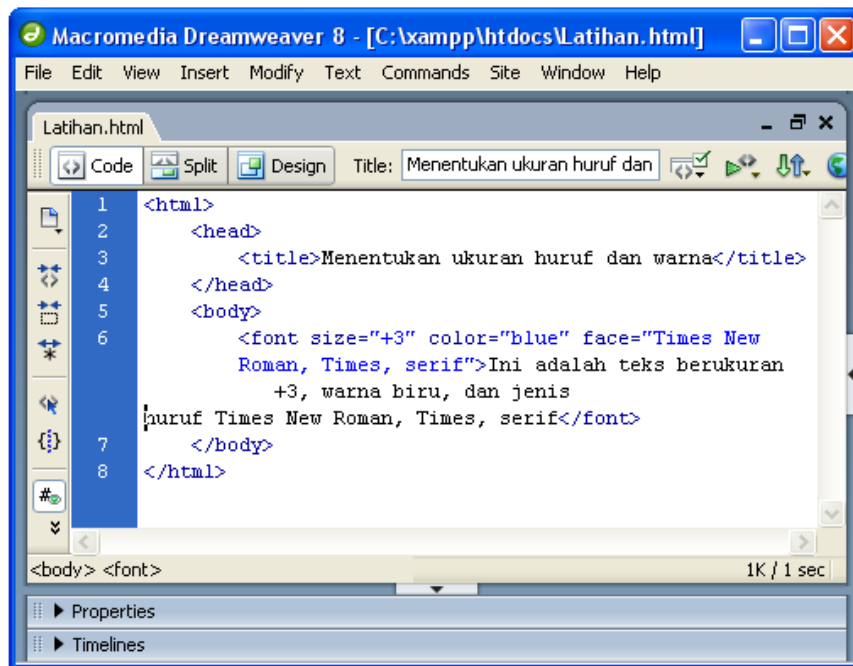 Macromedia Dreamweaver 8 - [C:\xampp\htdocs\Latihan.html]
File Edit View Insert Modify Text Commands Site Window Help
Latihan.html
Code Split Design Title: Menentukan ukuran huruf dan
1 <html>
2 <head>
3 <title>Menentukan ukuran huruf dan warna</title>
4 </head>
5 <body>
6 <font size="+3" color="blue" face="Times New
Roman, Times, serif">Ini adalah teks berukuran
+3, warna biru, dan jenis
huruf Times New Roman, Times, serif</font>
7 </body>
8 </html>
<body> <font> 1K / 1 sec
Properties
Timelines